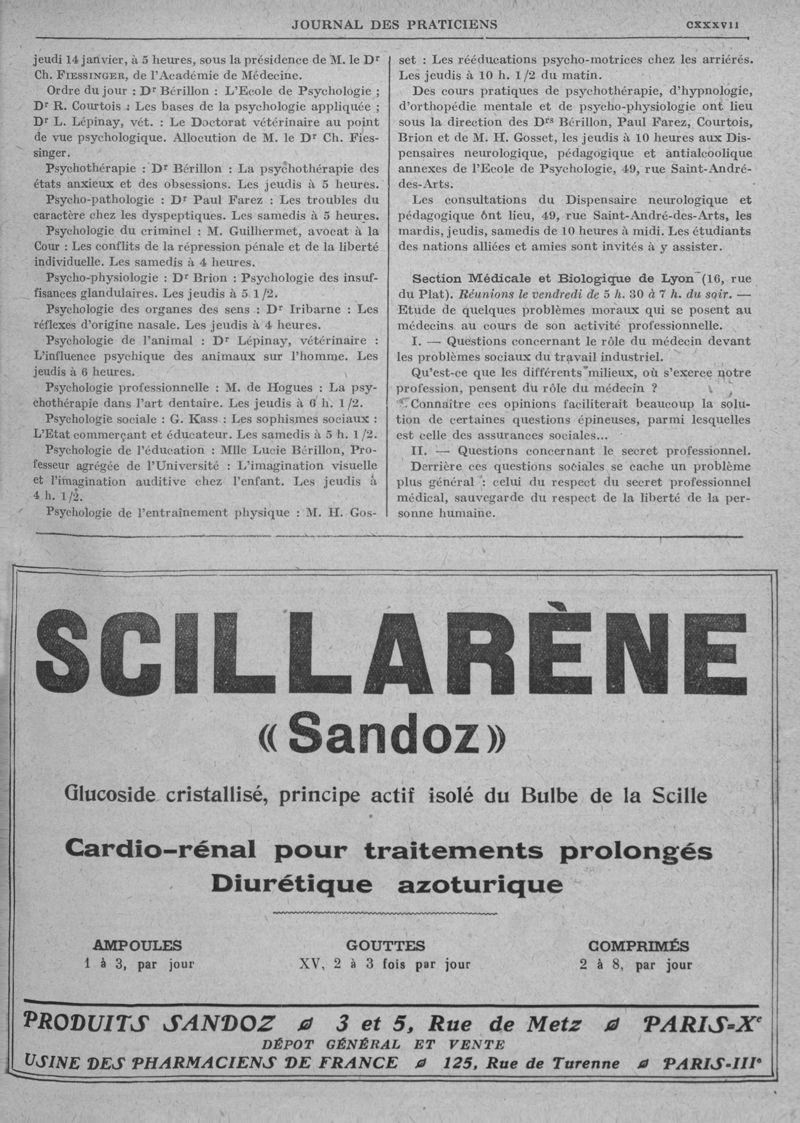 JOURNAL DES PRATICIENS CXXXVII
jeudi 14 janvier, à 5 heures, sous la présidence de M. le Dr
Ch. FIESSINGER, de l'Académie de Médecine.
Ordre du jour : Dr Bérillon : L'Ecole de Psychologie ;
Dr R. Courtois : Les bases de la psychologie appliquée ;
Dr L. Lépinay, vét. : Le Doctorat vétérinaire au point
de vue psychologique. Allocution de M. le Dr Ch. Fies-
singer.
Psychothérapie : Dr Bérillon : La psychothérapie des
états anxieux et des obsessions. Les jeudis à 5 heures.
Psycho-pathologie : Dr Paul Farez : Les troubles du
caractère chez les dyspeptiques. Les samedis à 5 heures.
Psychologie du criminel : M. Guilhermet, avocat à la
Cour : Les conflits de la répression pénale et de la liberté
individuelle. Les samedis à 4 heures.
Psycho-physiologie : Dr Brion : Psychologie des insuf-
fisances glandulaires. Les jeudis à 5 1/2.
Psychologie des organes des sens : Dr Iribarne : Les
réflexes d'origine nasale. Les jeudis à 4 heures.
Psychologie de l'animal : Dr Lépinay, vétérinaire :
L'influence psychique des animaux sur l'homme. Les
jeudis à 6 heures.
Psychologie professionnelle : M. de Hogues : La psy-
chothérapie dans l'art dentaire. Les jeudis à 6 h. 1/2.
Psychologie sociale : G. Kass : Les sophismes sociaux :
L'Etat commerçant et éducateur. Les samedis à 5 h. 1/2.
Psychologie de l'éducation : Mlle Lucie Bérillon, Pro-
fesseur agrégée de l'Université : L'imagination visuelle
et l'imagination auditive chez l'enfant. Les jeudis à
4 h. 1/2.
Psychologie de l'entraînement physique : M. H. Gos-
set : Les rééducations psycho-motrices chez les arriérés.
Les jeudis à 10 h. 1/2 du matin.
Des cours pratiques de psychothérapie, d'hypnologie,
d'orthopédie mentale et de psycho-physiologie ont lieu
sous la direction des Drs Bérillon, Paul Farez, Courtois,
Brion et de M. H. Gosset, les jeudis à 10 heures aux Dis-
pensaires neurologique, pédagogique et antialcoolique
annexes de l'Ecole de Psychologie, 49, rue Saint-André-
des-Arts.
Les consultations du Dispensaire neurologique et
pédagogique ont lieu, 49, rue Saint-André-des-Arts, les
mardis, jeudis, samedis de 10 heures à midi. Les étudiants
des nations alliées et amies sont invités à y assister.
Section Médicale et Biologique de Lyon (16, rue
du Plat). Réunions le vendredi de 5 h. 30 à 7 h. du soir. —
Etude de quelques problèmes moraux qui se posent au
médecins au cours de son activité professionnelle.
I. — Questions concernant le rôle du médecin devant
les problèmes sociaux du travail industriel.
Qu'est-ce que les différents milieux, où s'exerce notre
profession, pensent du rôle du médecin ?
Connaître ces opinions faciliterait beaucoup la solu-
tion de certaines questions épineuses, parmi lesquelles
est celle des assurances sociales...
II. — Questions concernant le secret professionnel.
Derrière ces questions sociales se cache un problème
plus général : celui du respect du secret professionnel
médical, sauvegarde du respect de la liberté de la per-
sonne humaine.
SCILLARÈNE
« Sandoz »
Glucoside cristallisé, principe actif isolé du Bulbe de la Scille
Cardio-rénal pour traitements prolongés
Diurétique azoturique
AMPOULES GOUTTES COMPRIMÉS
1 à 3, par jour XV, 2 à 3 fois par jour 2 à 8, par jour
PRODUITS SANDOZ 3 et 5, Rue de Metz PARIS-Xe
DÉPOT GÉNÉRAL ET VENTE
USINE DES PHARMACIENS DE FRANCE 125, Rue de Turenne PARIS-IIIe